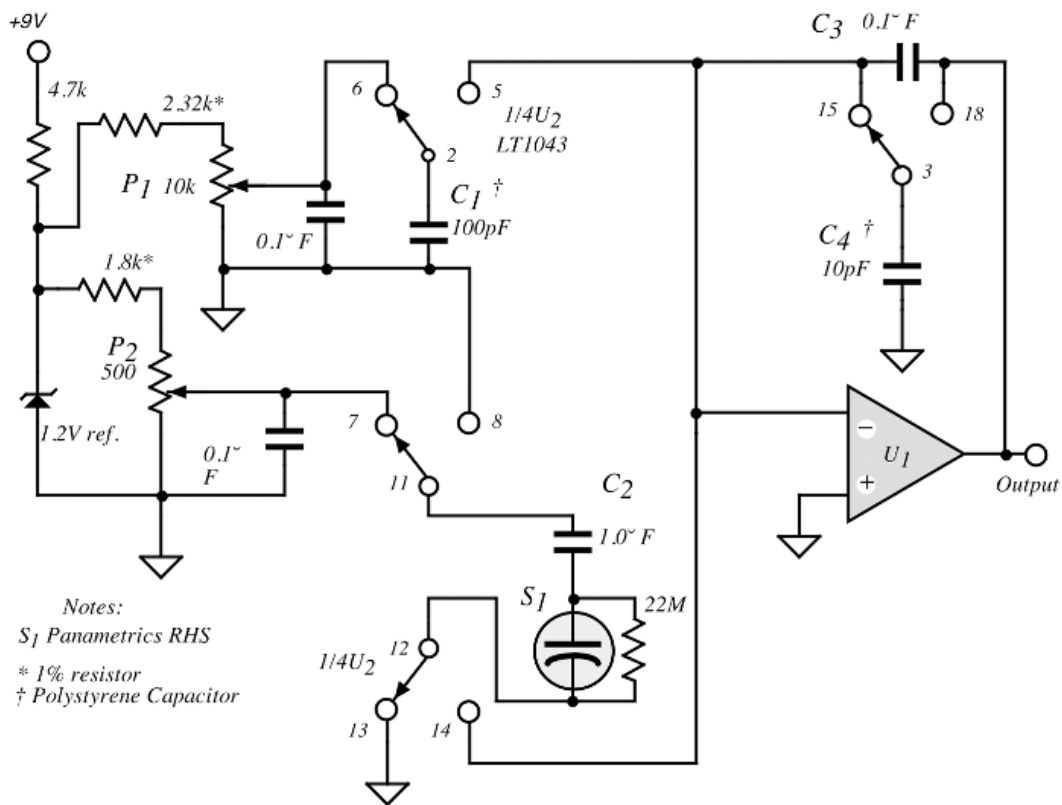 +9V
4.7k
2.32k*
P1 10k
0.1˘ F
6
5
1/4U2
LT1043
2
C1 †
100pF
C3 0.1˘ F
15
18
3
C4 †
10pF
1.8k*
P2
500
1.2V ref.
0.1˘
F
7
8
11
C2
1.0˘ F
−
+
U1
Output
S1
22M
12
1/4U2
13
14
Notes:
S1 Panametrics RHS
* 1% resistor
† Polystyrene Capacitor